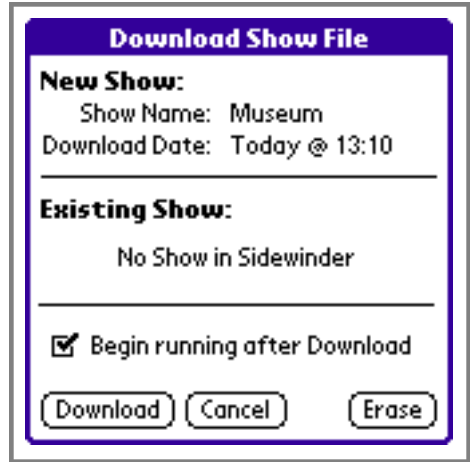 Download Show File
New Show:
Show Name: Museum
Download Date: Today @ 13:10
Existing Show:
No Show in Sidewinder
Begin running after Download
Download Cancel Erase